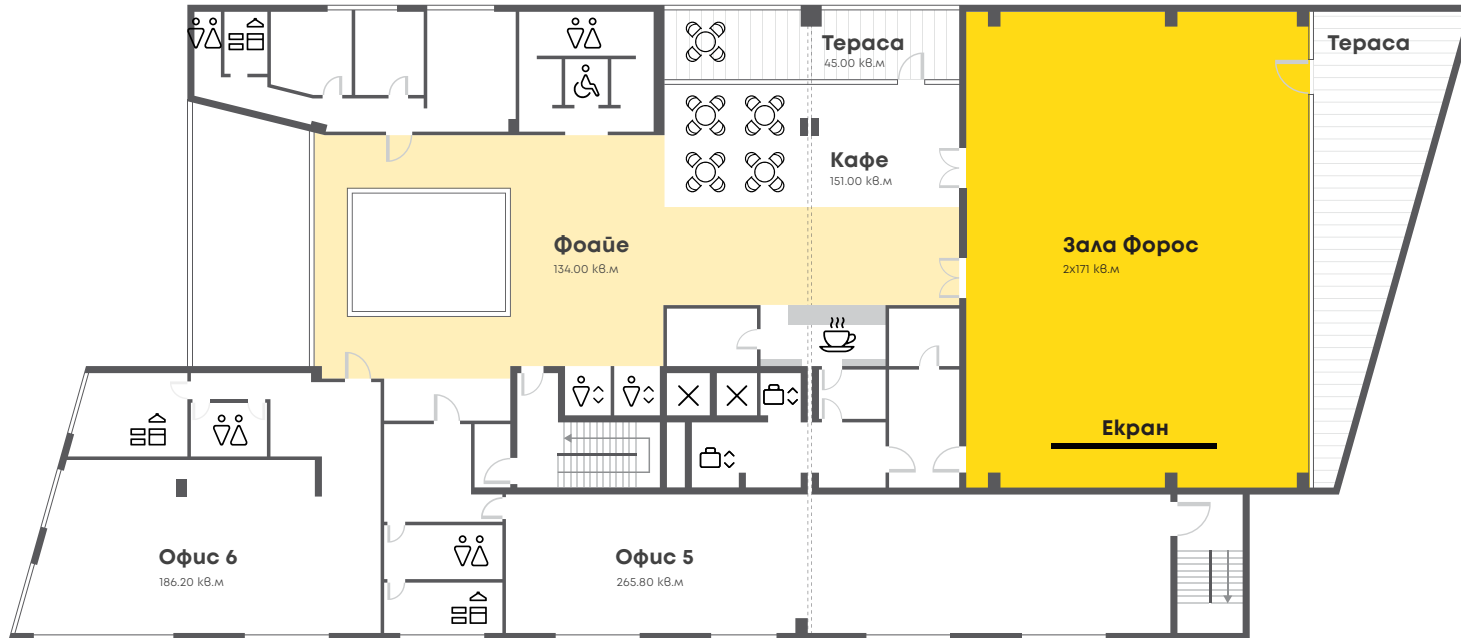 Тераса
45.00 кв.м
Тераса
Кафе
151.00 кв.м
Фоайе
134.00 кв.м
Зала Форос
2x171 кв.м
Екран
Офис 6
186.20 кв.м
Офис 5
265.80 кв.м